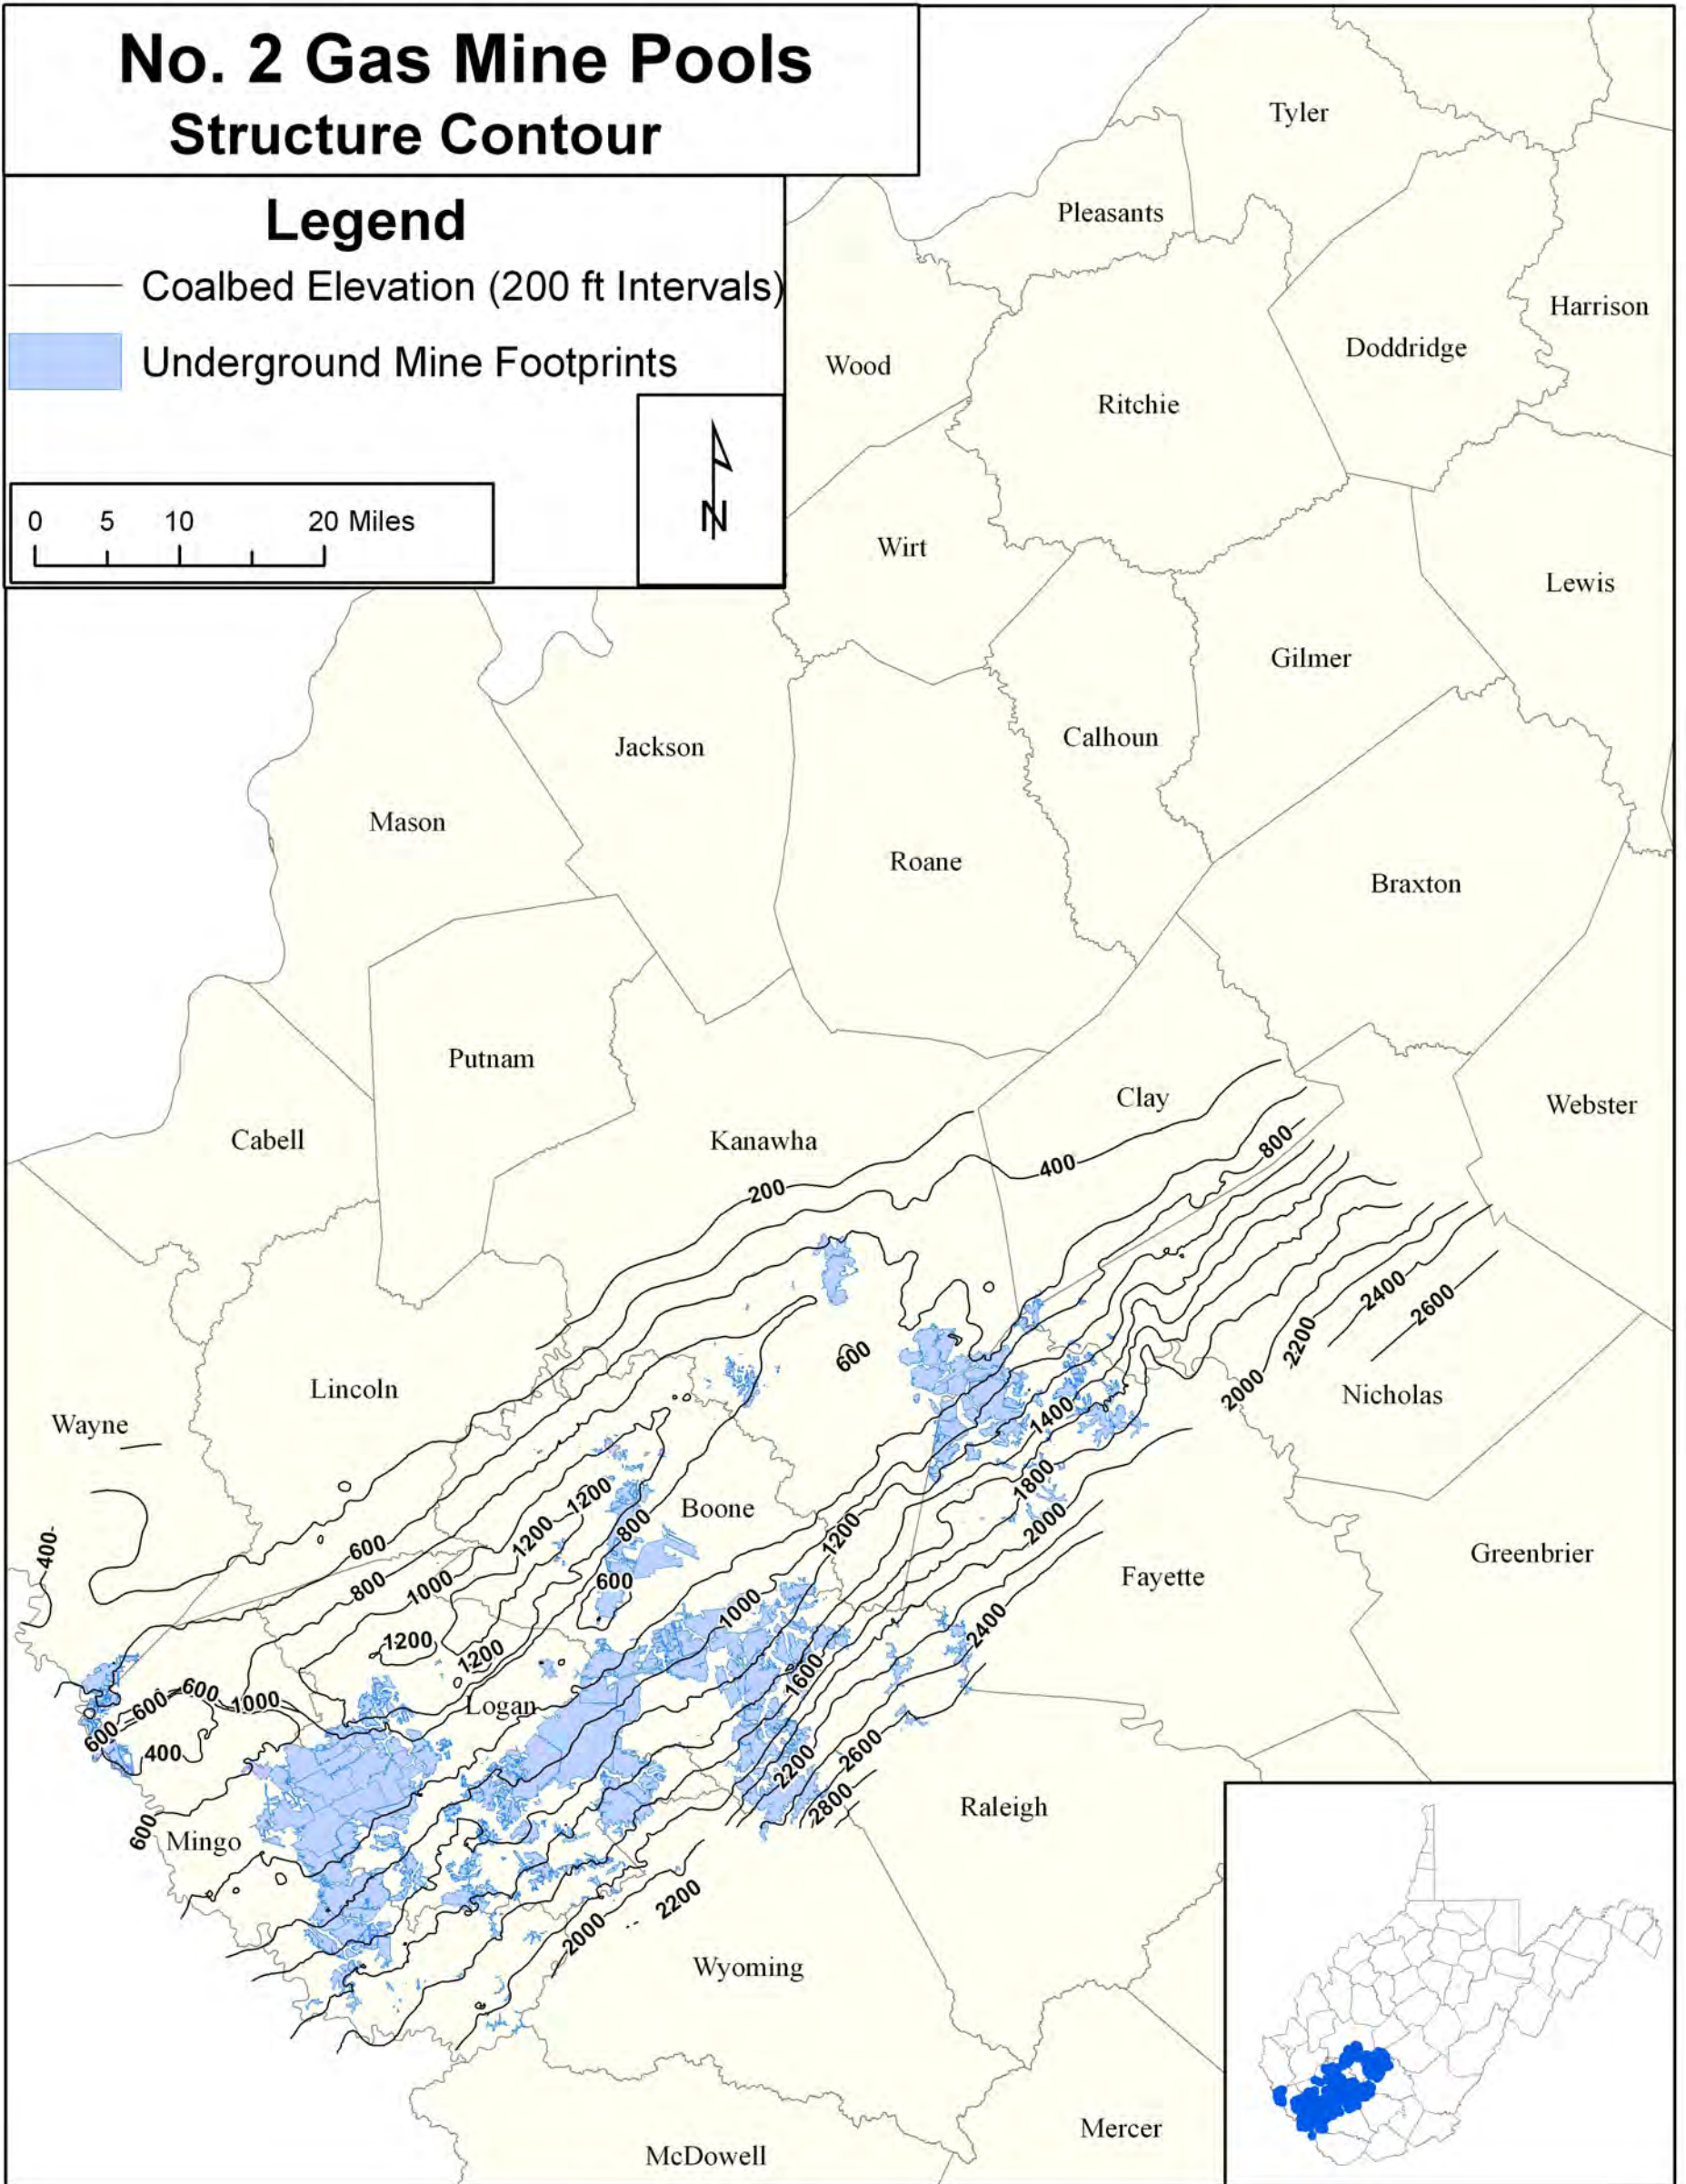 No. 2 Gas Mine Pools
Structure Contour
Legend
Coalbed Elevation (200 ft Intervals)
Underground Mine Footprints
0 5 10 20 Miles
N
Tyler
Pleasants
Harrison
Doddridge
Wood
Ritchie
Wirt
Lewis
Gilmer
Calhoun
Jackson
Mason
Roane
Braxton
Putnam
Clay
Webster
Cabell
Kanawha
800
400
200
2400
2600
2200
600
2000
Lincoln
Nicholas
Wayne
1400
1800
1200
Boone
2000
800
1200
1200
400
600
Greenbrier
Fayette
600
800
1000
1000
2400
1200
1200
1600
600
600
1000
Logan
600
400
2600
2200
2800
Raleigh
600
Mingo
2200
2000
Wyoming
Mercer
McDowell